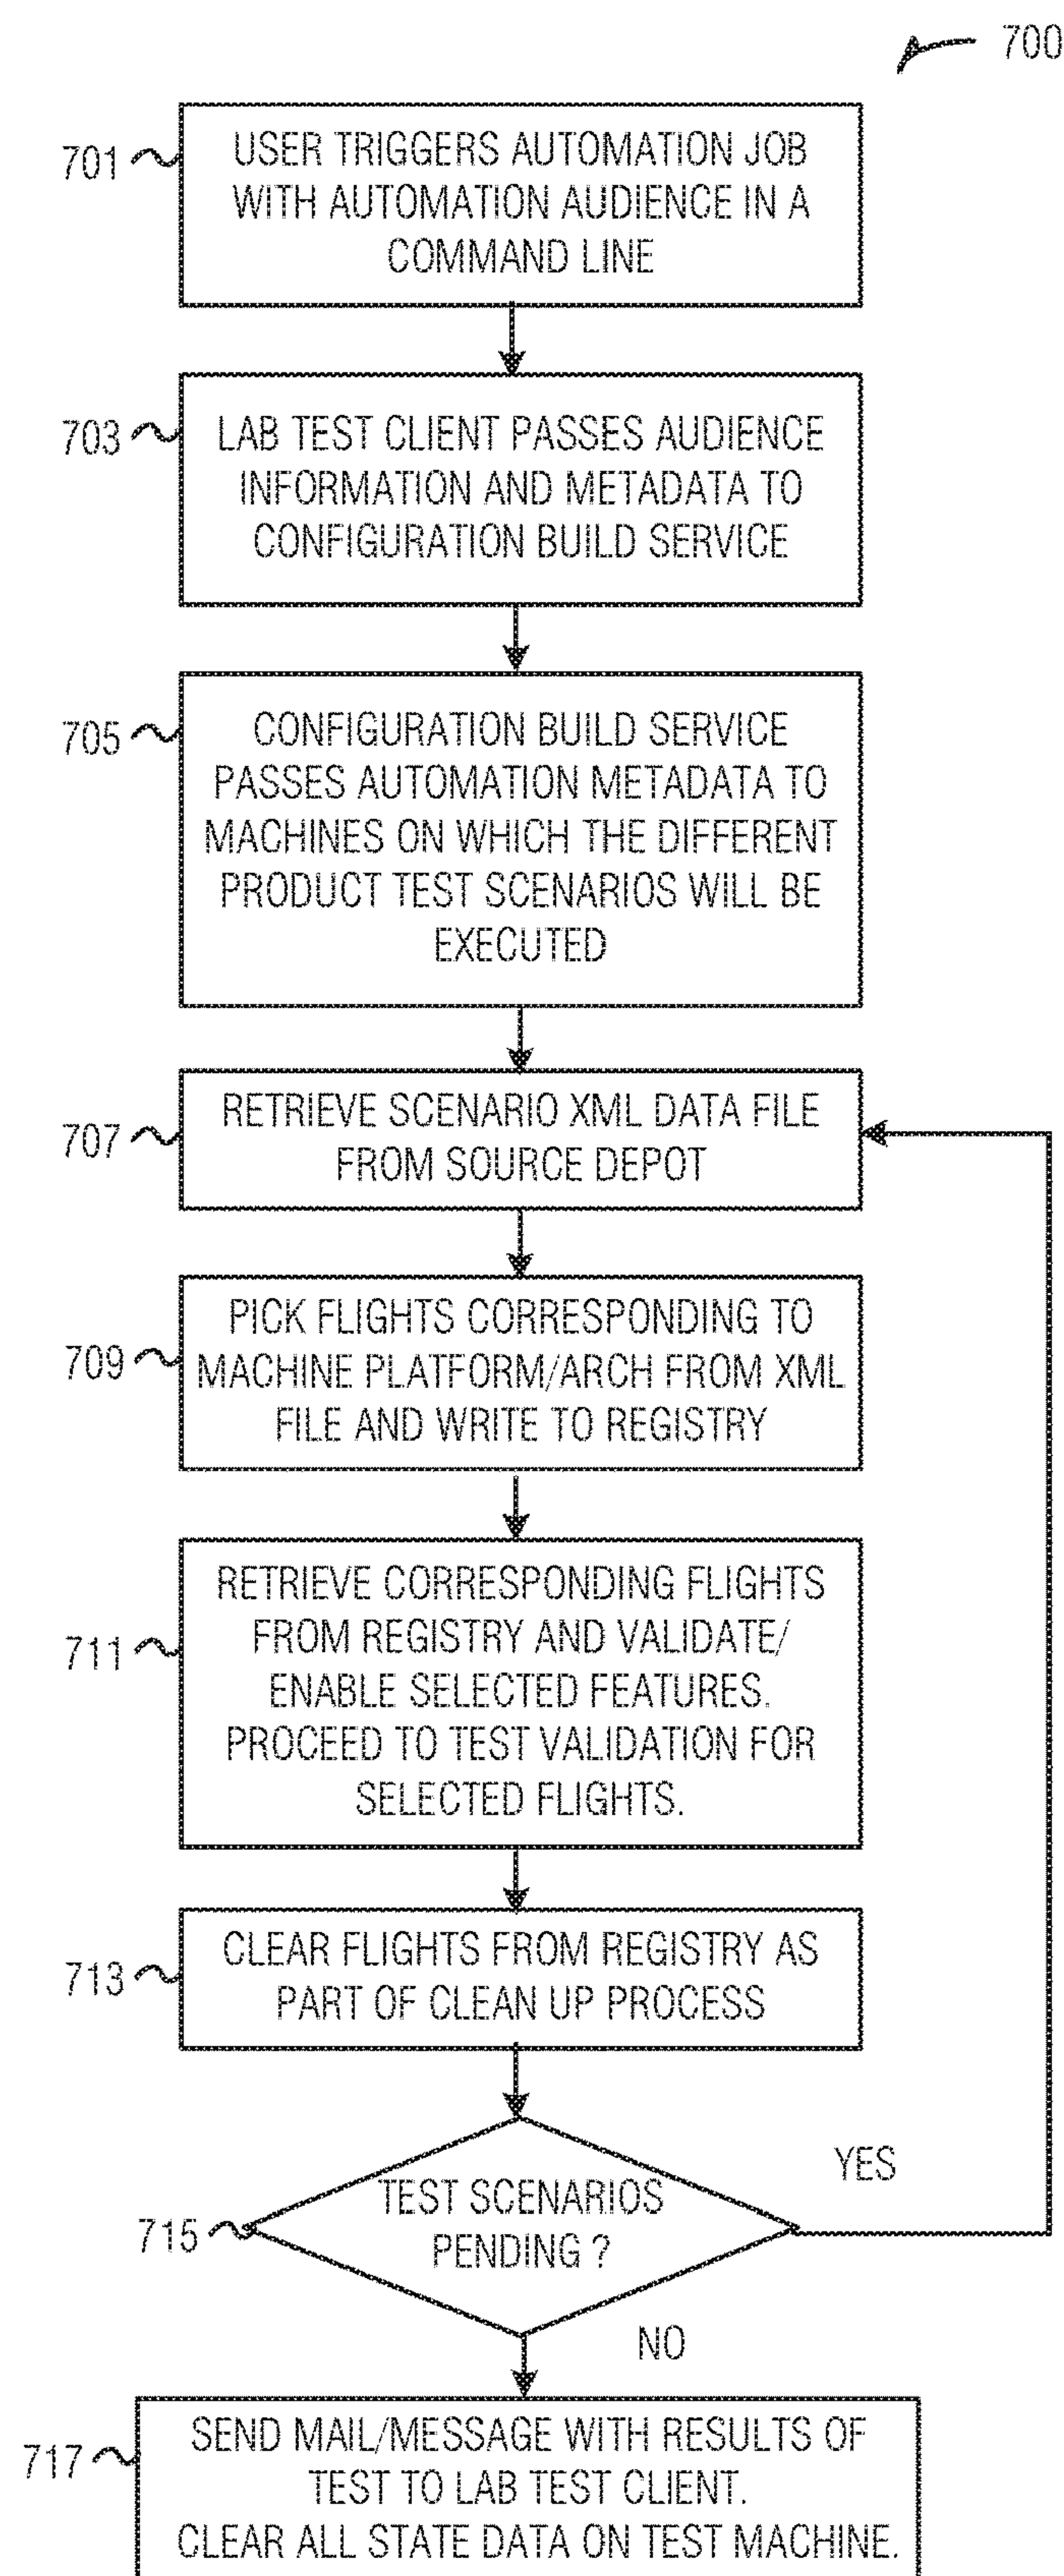 700
701
USER TRIGGERS AUTOMATION JOB
WITH AUTOMATION AUDIENCE IN A
COMMAND LINE
703
LAB TEST CLIENT PASSES AUDIENCE
INFORMATION AND METADATA TO
CONFIGURATION BUILD SERVICE
705
CONFIGURATION BUILD SERVICE
PASSES AUTOMATION METADATA TO
MACHINES ON WHICH THE DIFFERENT
PRODUCT TEST SCENARIOS WILL BE
EXECUTED
707
RETRIEVE SCENARIO XML DATA FILE
FROM SOURCE DEPOT
709
PICK FLIGHTS CORRESPONDING TO
MACHINE PLATFORM/ARCH FROM XML
FILE AND WRITE TO REGISTRY
711
RETRIEVE CORRESPONDING FLIGHTS
FROM REGISTRY AND VALIDATE/
ENABLE SELECTED FEATURES.
PROCEED TO TEST VALIDATION FOR
SELECTED FLIGHTS.
713
CLEAR FLIGHTS FROM REGISTRY AS
PART OF CLEAN UP PROCESS
715
TEST SCENARIOS
PENDING ?
YES
NO
717
SEND MAIL/MESSAGE WITH RESULTS OF
TEST TO LAB TEST CLIENT.
CLEAR ALL STATE DATA ON TEST MACHINE.